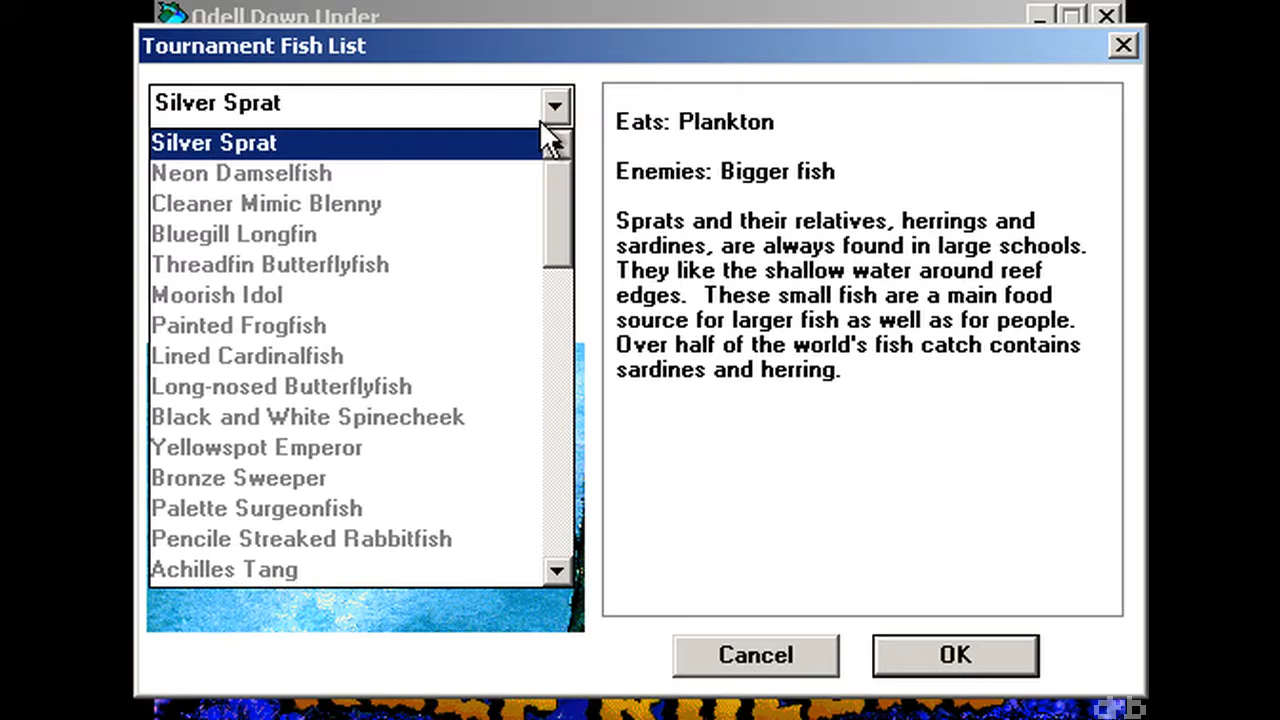 Odell Down Under
Tournament Fish List
Silver Sprat
Silver Sprat
Neon Damselfish
Cleaner Mimic Blenny
Bluegill Longfin
Threadfin Butterflyfish
Moorish Idol
Painted Frogfish
Lined Cardinalfish
Long-nosed Butterflyfish
Black and White Spinecheek
Yellowspot Emperor
Bronze Sweeper
Palette Surgeonfish
Pencile Streaked Rabbitfish
Achilles Tang
Eats: Plankton
Enemies: Bigger fish
Sprats and their relatives, herrings and
sardines, are always found in large schools.
They like the shallow water around reef
edges. These small fish are a main food
source for larger fish as well as for people.
Over half of the world's fish catch contains
sardines and herring.
Cancel
OK